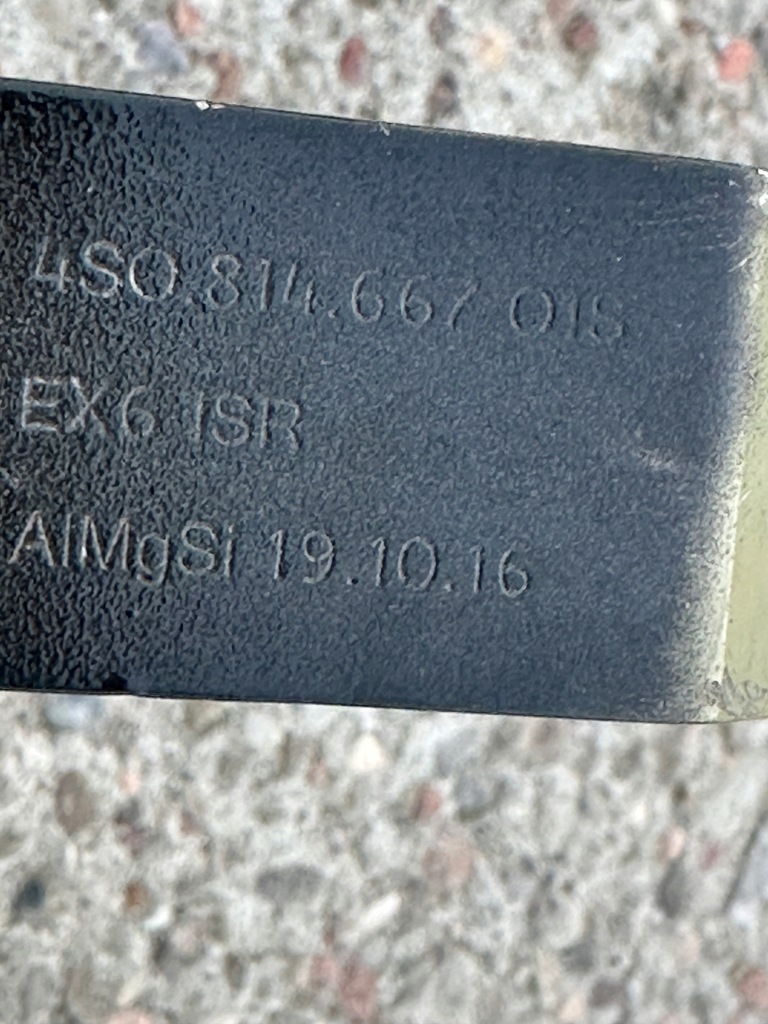 4S0.814.667 01S
EX6 ISR
AlMgSi 19.10.16